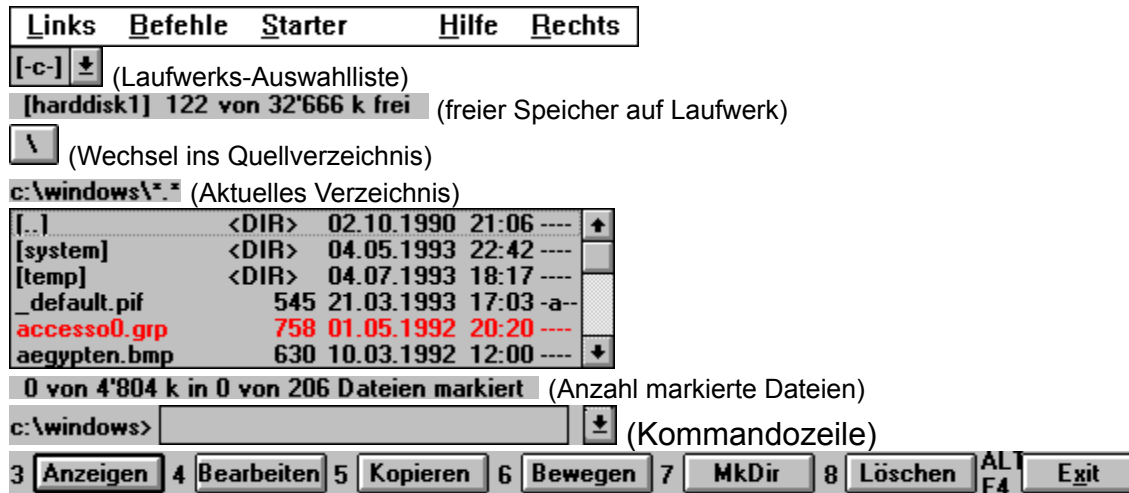 Links Befehle Starter Hilfe Rechts
[-c-] (Laufwerks-Auswahlliste)
[harddisk1] 122 von 32'666 k frei (freier Speicher auf Laufwerk)
\ (Wechsel ins Quellverzeichnis)
c:\windows\*.* (Aktuelles Verzeichnis)
[..] <DIR> 02.10.1990 21:06 ----
[system] <DIR> 04.05.1993 22:42 ----
[temp] <DIR> 04.07.1993 18:17 ----
_default.pif 545 21.03.1993 17:03 -a--
accesso0.grp 758 01.05.1992 20:20 ----
aegypten.bmp 630 10.03.1992 12:00 ----
0 von 4'804 k in 0 von 206 Dateien markiert (Anzahl markierte Dateien)
c:\windows> (Kommandozeile)
3 Anzeigen 4 Bearbeiten 5 Kopieren 6 Bewegen 7 MkDir 8 Löschen ALT F4 Exit